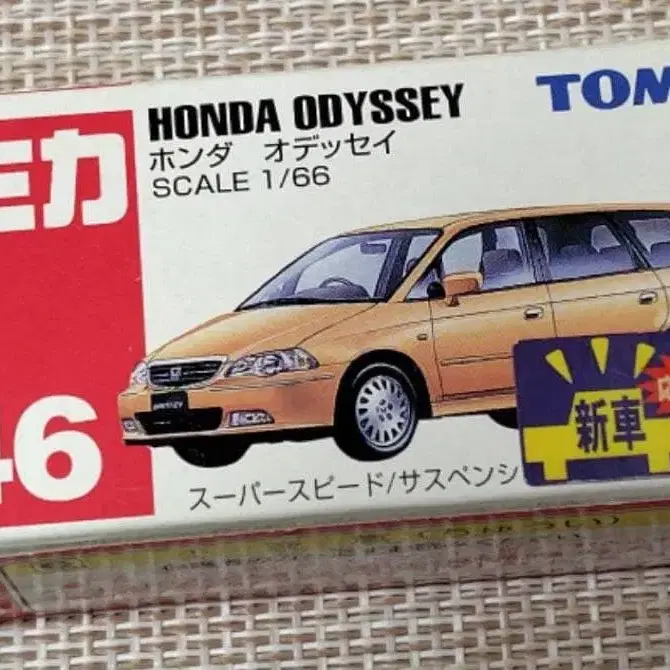 HONDA ODYSSEY
TOM
ホンダ オデッセイ
SCALE 1/66
ミカ
46
新車
スーパースピード/サスペンシ